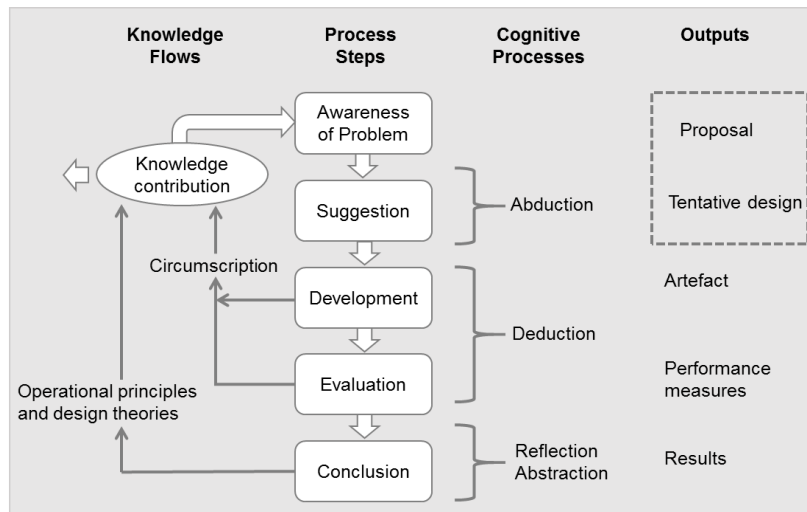 Knowledge
Flows
Process
Steps
Cognitive
Processes
Outputs
Awareness
of Problem
Proposal
Knowledge
contribution
Suggestion
Abduction
Tentative design
Circumscription
Development
Artefact
Deduction
Evaluation
Performance
measures
Operational principles
and design theories
Conclusion
Reflection
Abstraction
Results